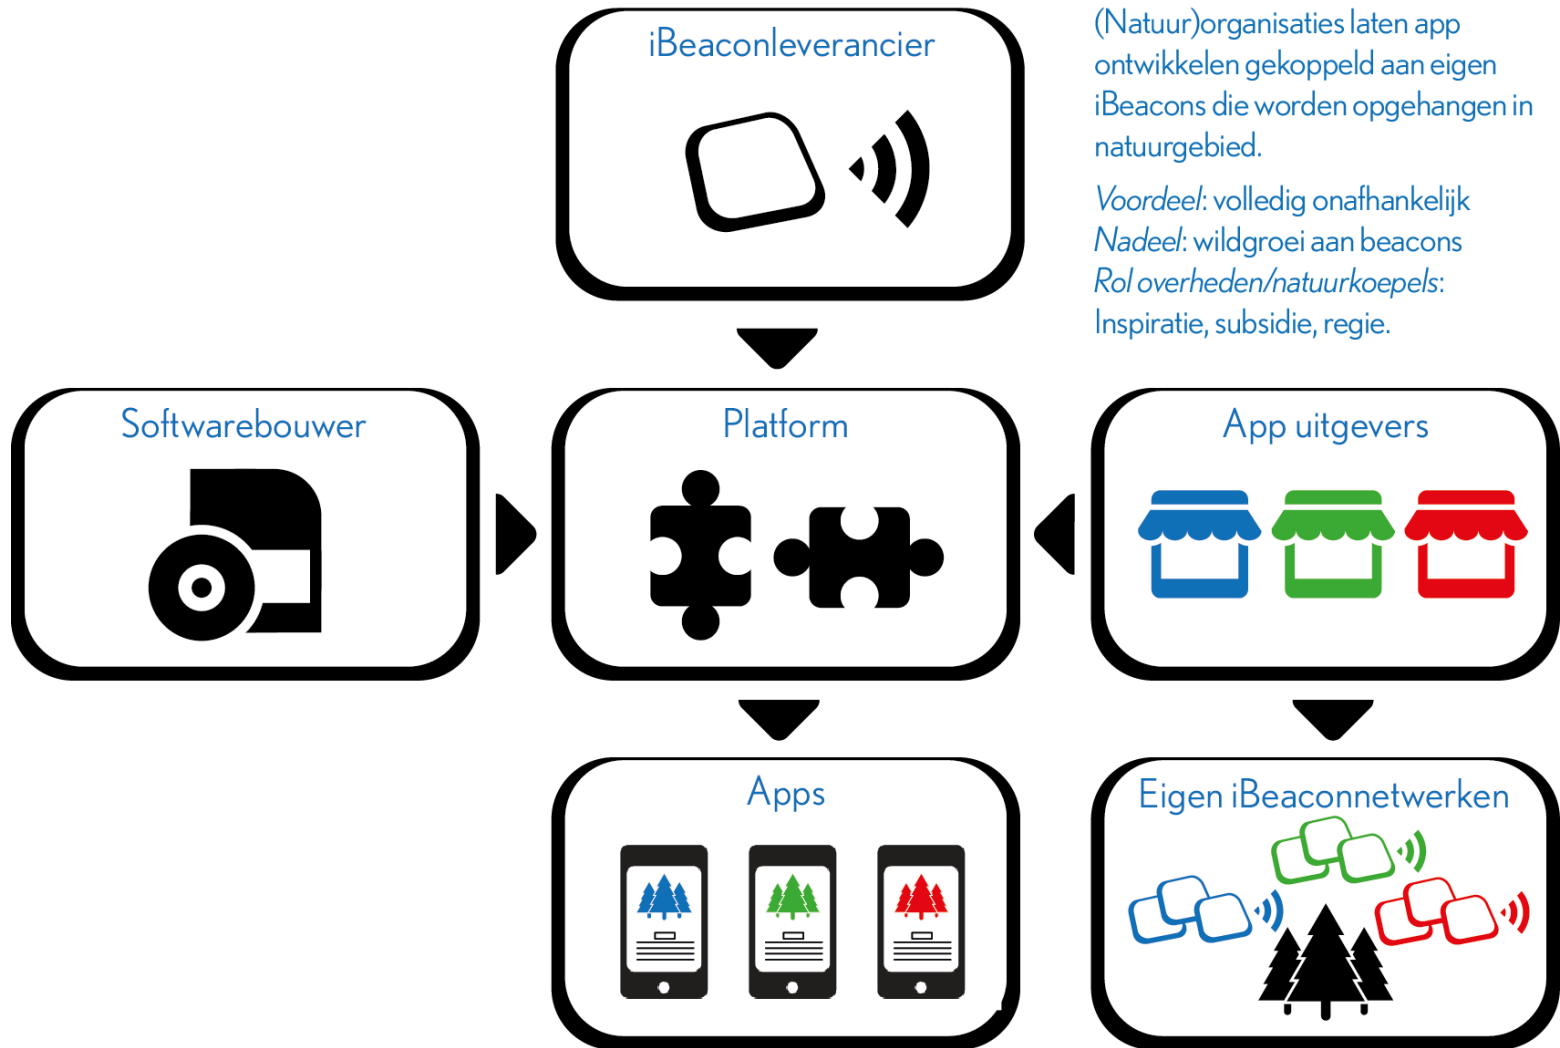 iBeaconleverancier
(Natuur)organisaties laten app
ontwikkelen gekoppeld aan eigen
iBeacons die worden opgehangen in
natuurgebied.
Voordeel: volledig onafhankelijk
Nadeel: wildgroei aan beacons
Rol overheden/natuurkoepels:
Inspiratie, subsidie, regie.
Softwarebouwer
Platform
App uitgevers
Apps
Eigen iBeaconnetwerken